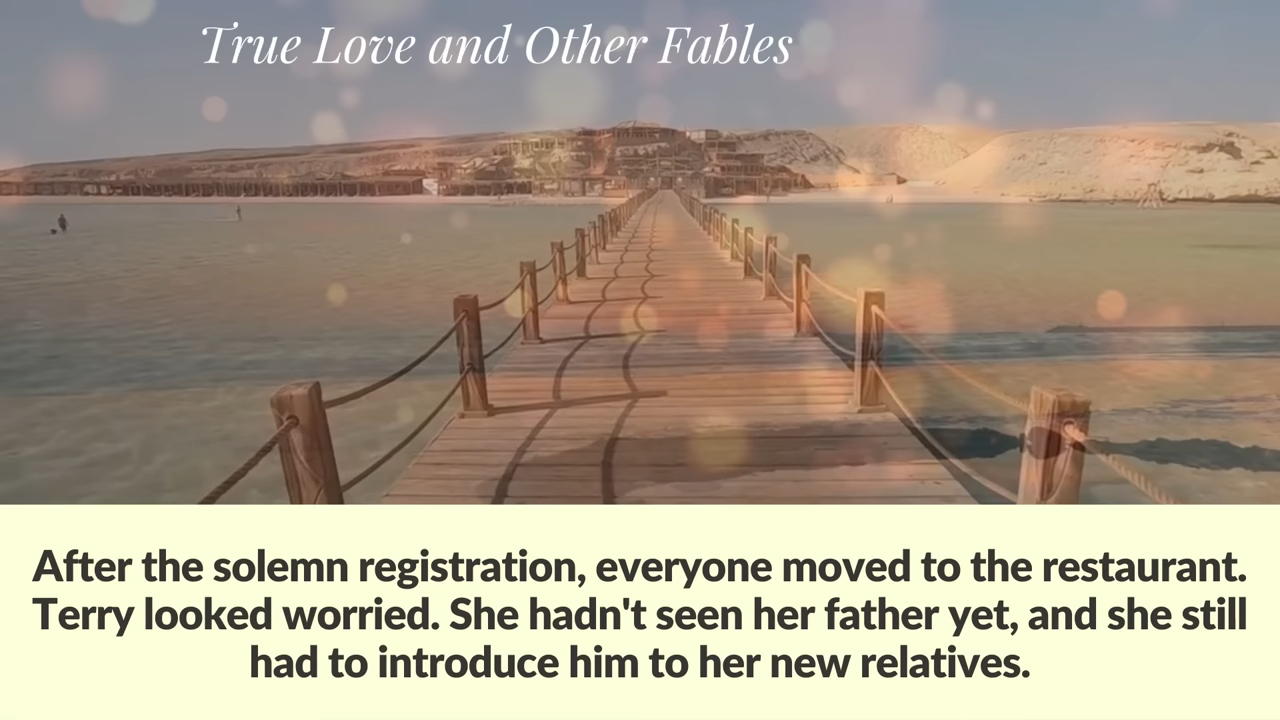 True Love and Other Fables
After the solemn registration, everyone moved to the restaurant.
Terry looked worried. She hadn't seen her father yet, and she still
had to introduce him to her new relatives.